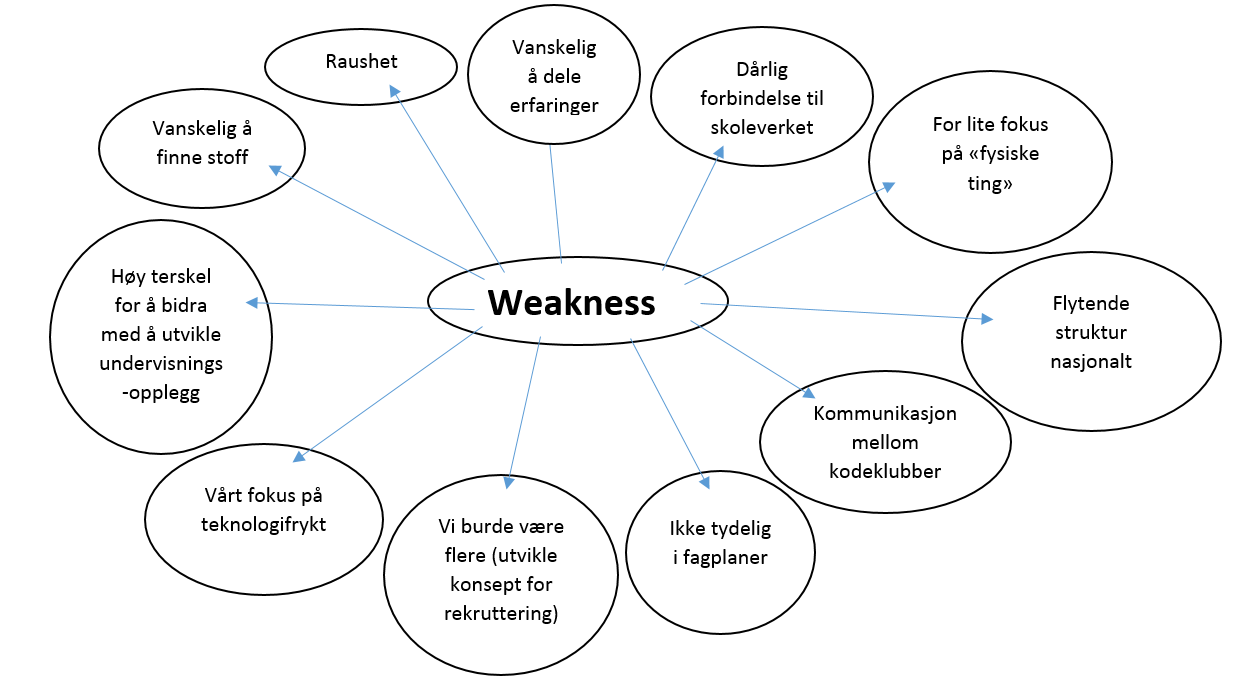 Raushet
Vanskelig
å dele
erfaringer
Dårlig
forbindelse til
skoleverket
For lite fokus
på «fysiske
ting»
Vanskelig å
finne stoff
Høy terskel
for å bidra
med å utvikle
undervisnings
-opplegg
Weakness
Flytende
struktur
nasjonalt
Kommunikasjon
mellom
kodeklubber
Vårt fokus på
teknologifrykt
Vi burde være
flere (utvikle
konsept for
rekruttering)
Ikke tydelig
i fagplaner